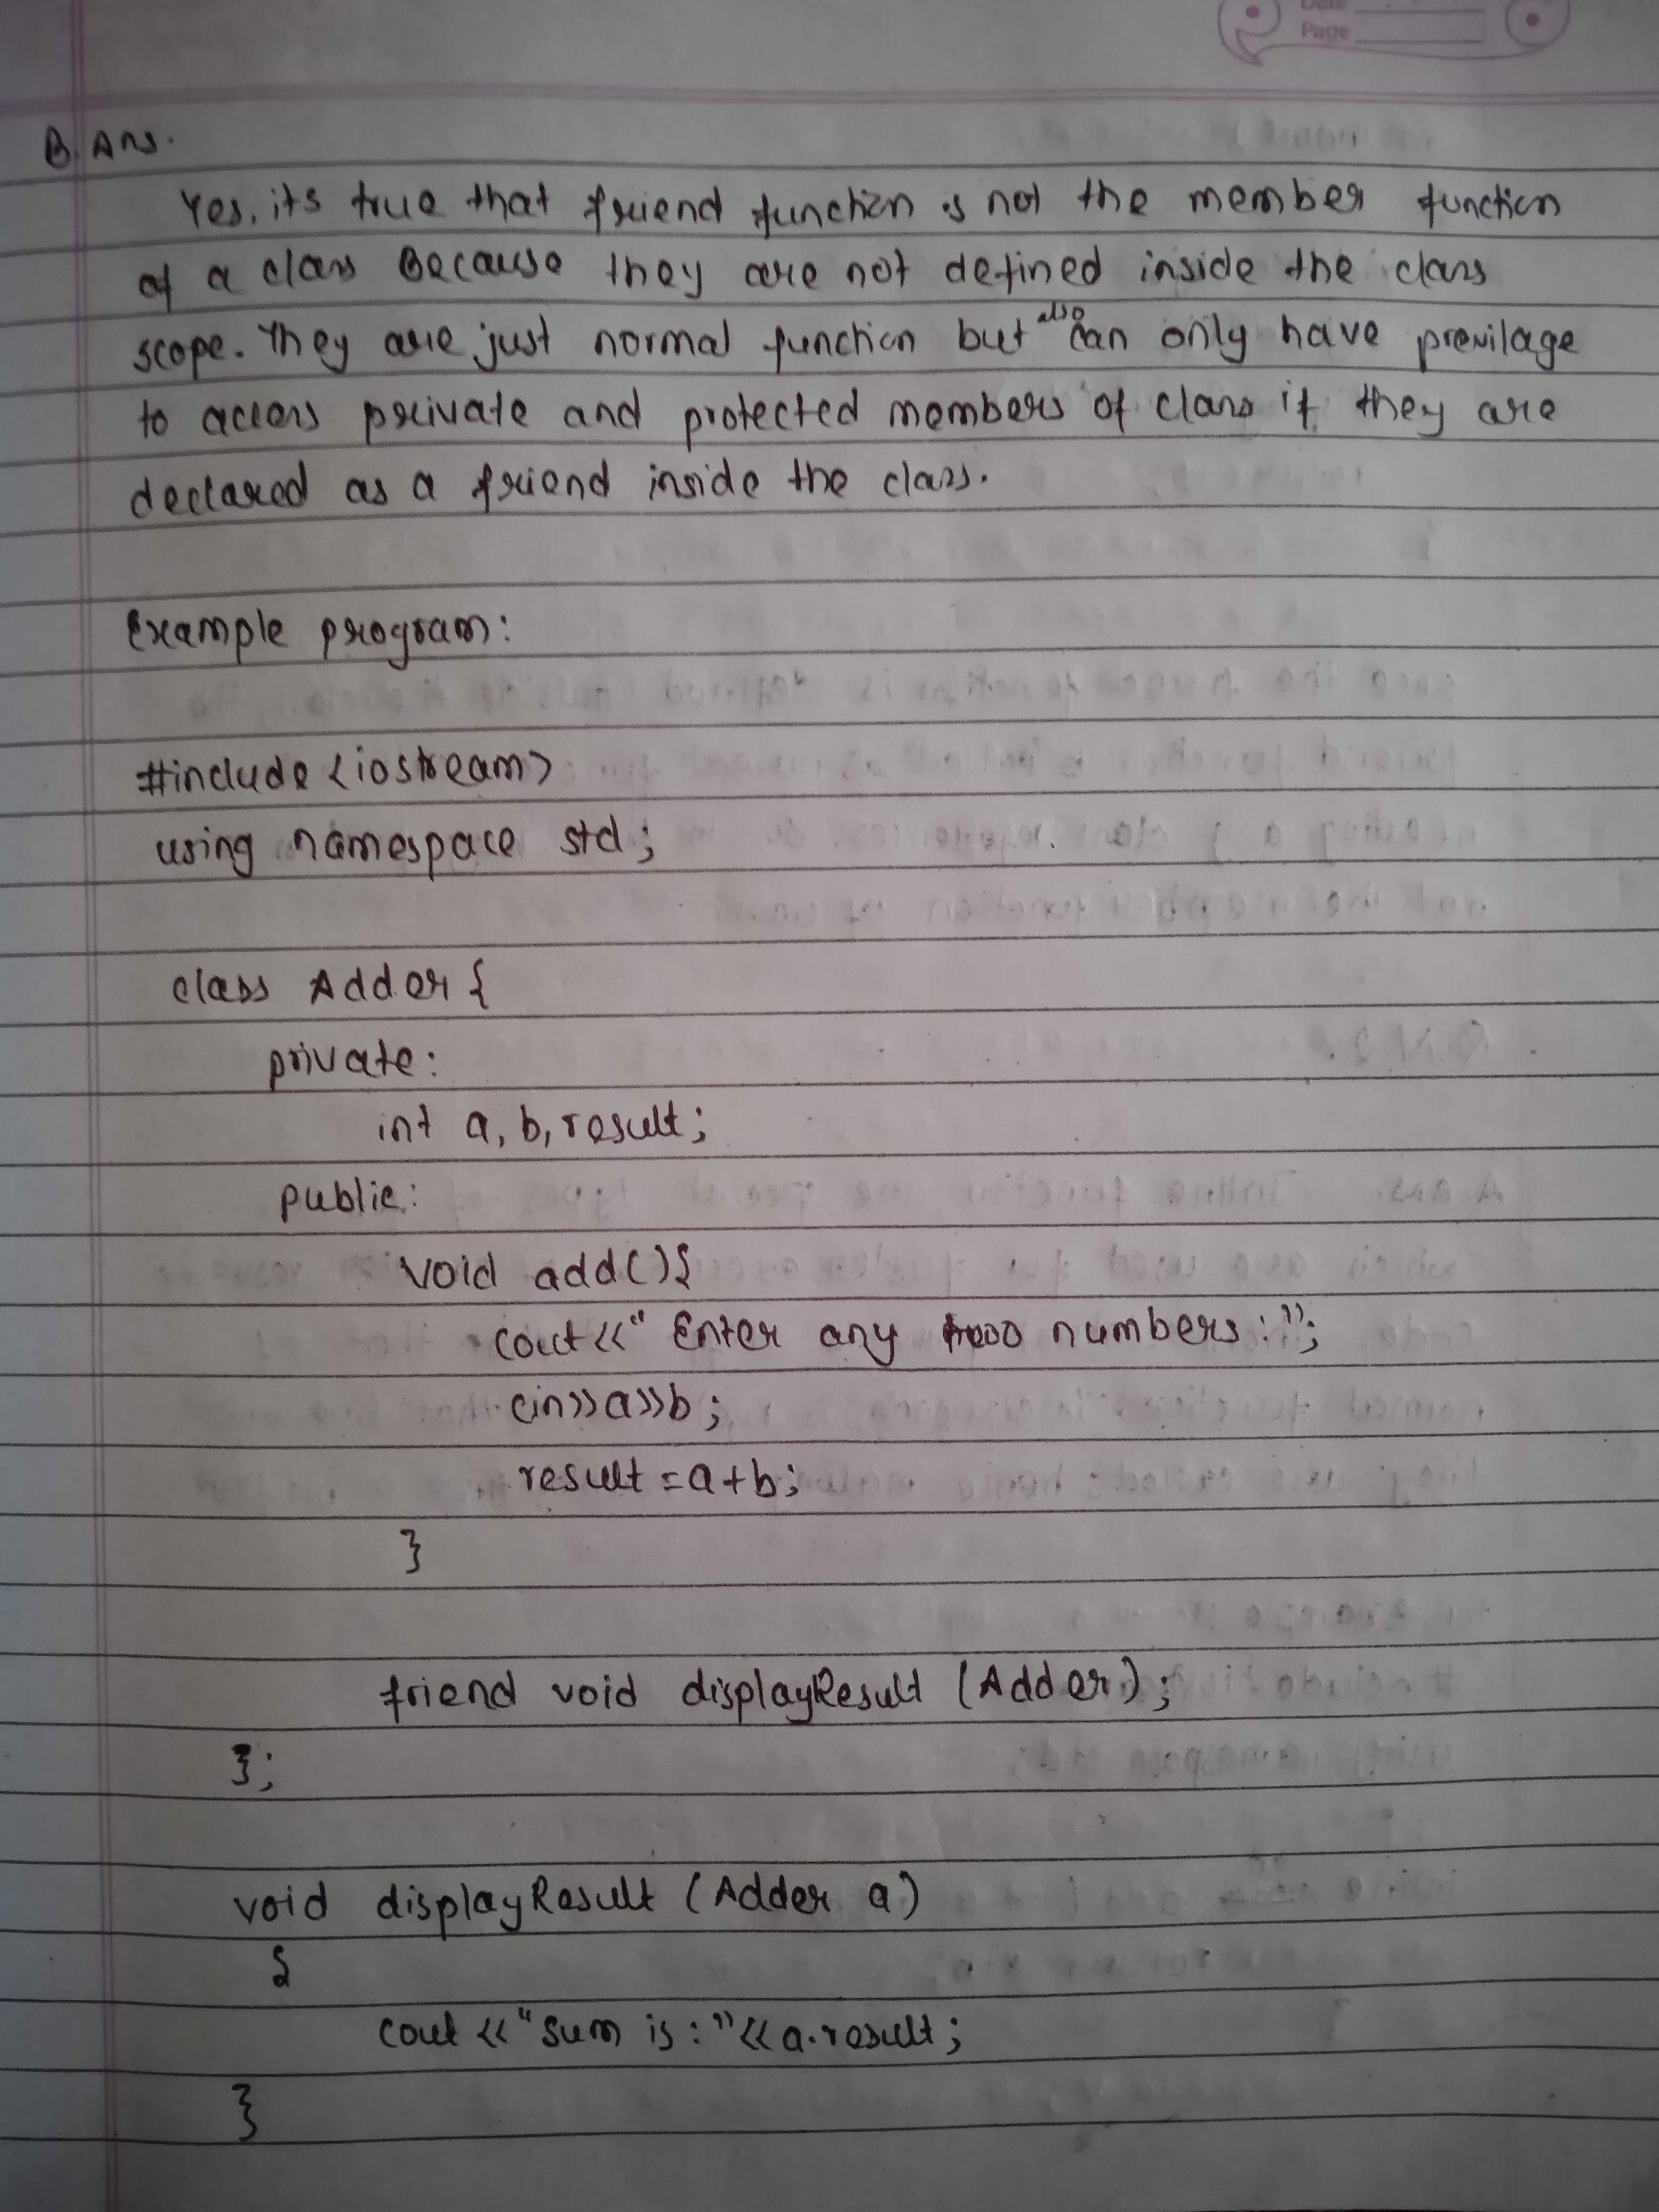 Date
Page
B. Ans.
Yes, its true that friend function is not the member function
of a class Because they are not defined inside the class
scope. They are just normal function but also can only have previlage
to access private and protected members of class if they are
declared as a friend inside the class.
Example program:
#include <iostream>
using namespace std;
class Adder {
private:
int a, b, result;
public:
void add(){
cout<<" Enter any two numbers: ";
cin>>a>>b;
result = a+b;
}
friend void displayResult (Adder);
};
void displayResult (Adder a)
{
cout << "sum is: "<< a.result;
}